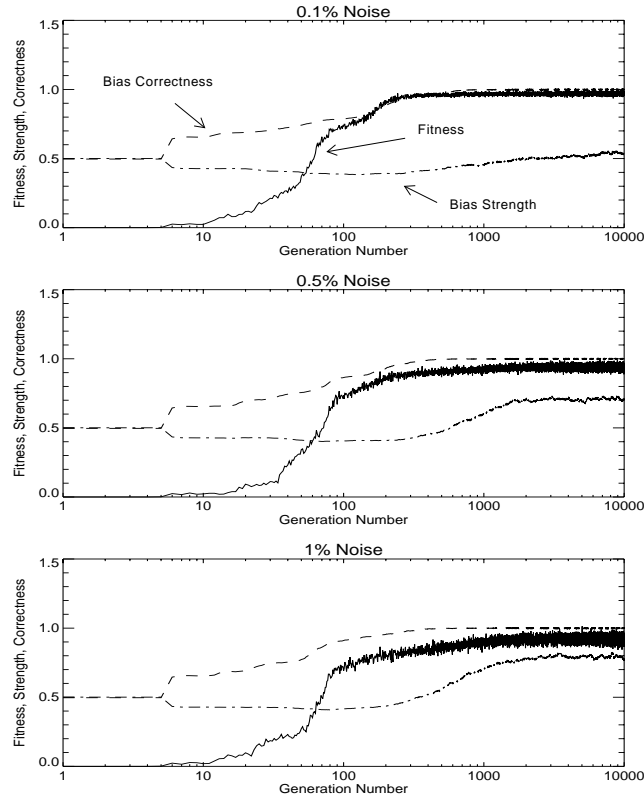 0.1% Noise
Fitness, Strength, Correctness
1.5
1.0
0.5
0.0
Bias Correctness
Fitness
Bias Strength
1 10 100 1000 10000
Generation Number
0.5% Noise
Fitness, Strength, Correctness
1.5
1.0
0.5
0.0
1 10 100 1000 10000
Generation Number
1% Noise
Fitness, Strength, Correctness
1.5
1.0
0.5
0.0
1 10 100 1000 10000
Generation Number